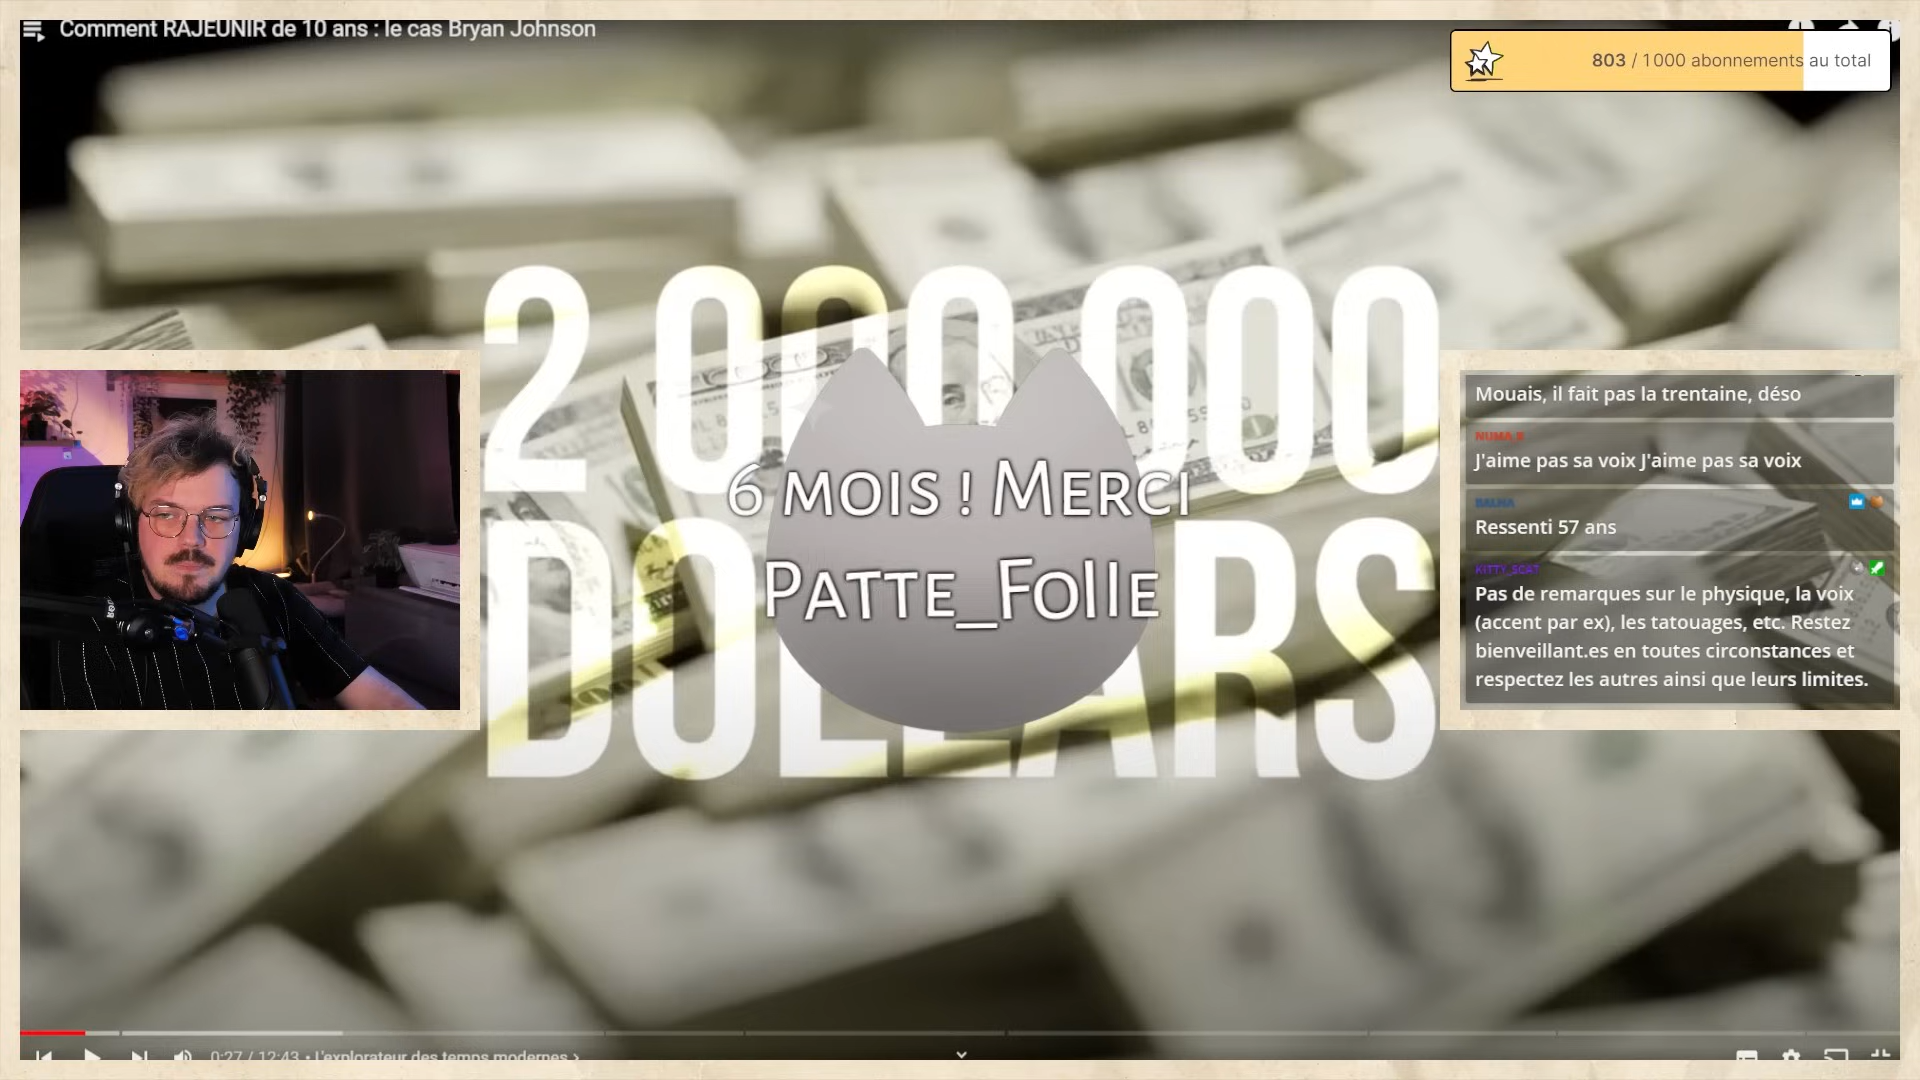 Comment RAJEUNIR de 10 ans : le cas Bryan Johnson
803 / 1000 abonnements au total
2 000 000
DOLLARS
6 mois ! Merci
Patte_Folle
Mouais, il fait pas la trentaine, déso
NUMA_R
J'aime pas sa voix J'aime pas sa voix
BALHA
Ressenti 57 ans
KITTY_SCAT
Pas de remarques sur le physique, la voix
(accent par ex), les tatouages, etc. Restez
bienveillant.es en toutes circonstances et
respectez les autres ainsi que leurs limites.
0:27 / 12:43 • L'explorateur des temps modernes >